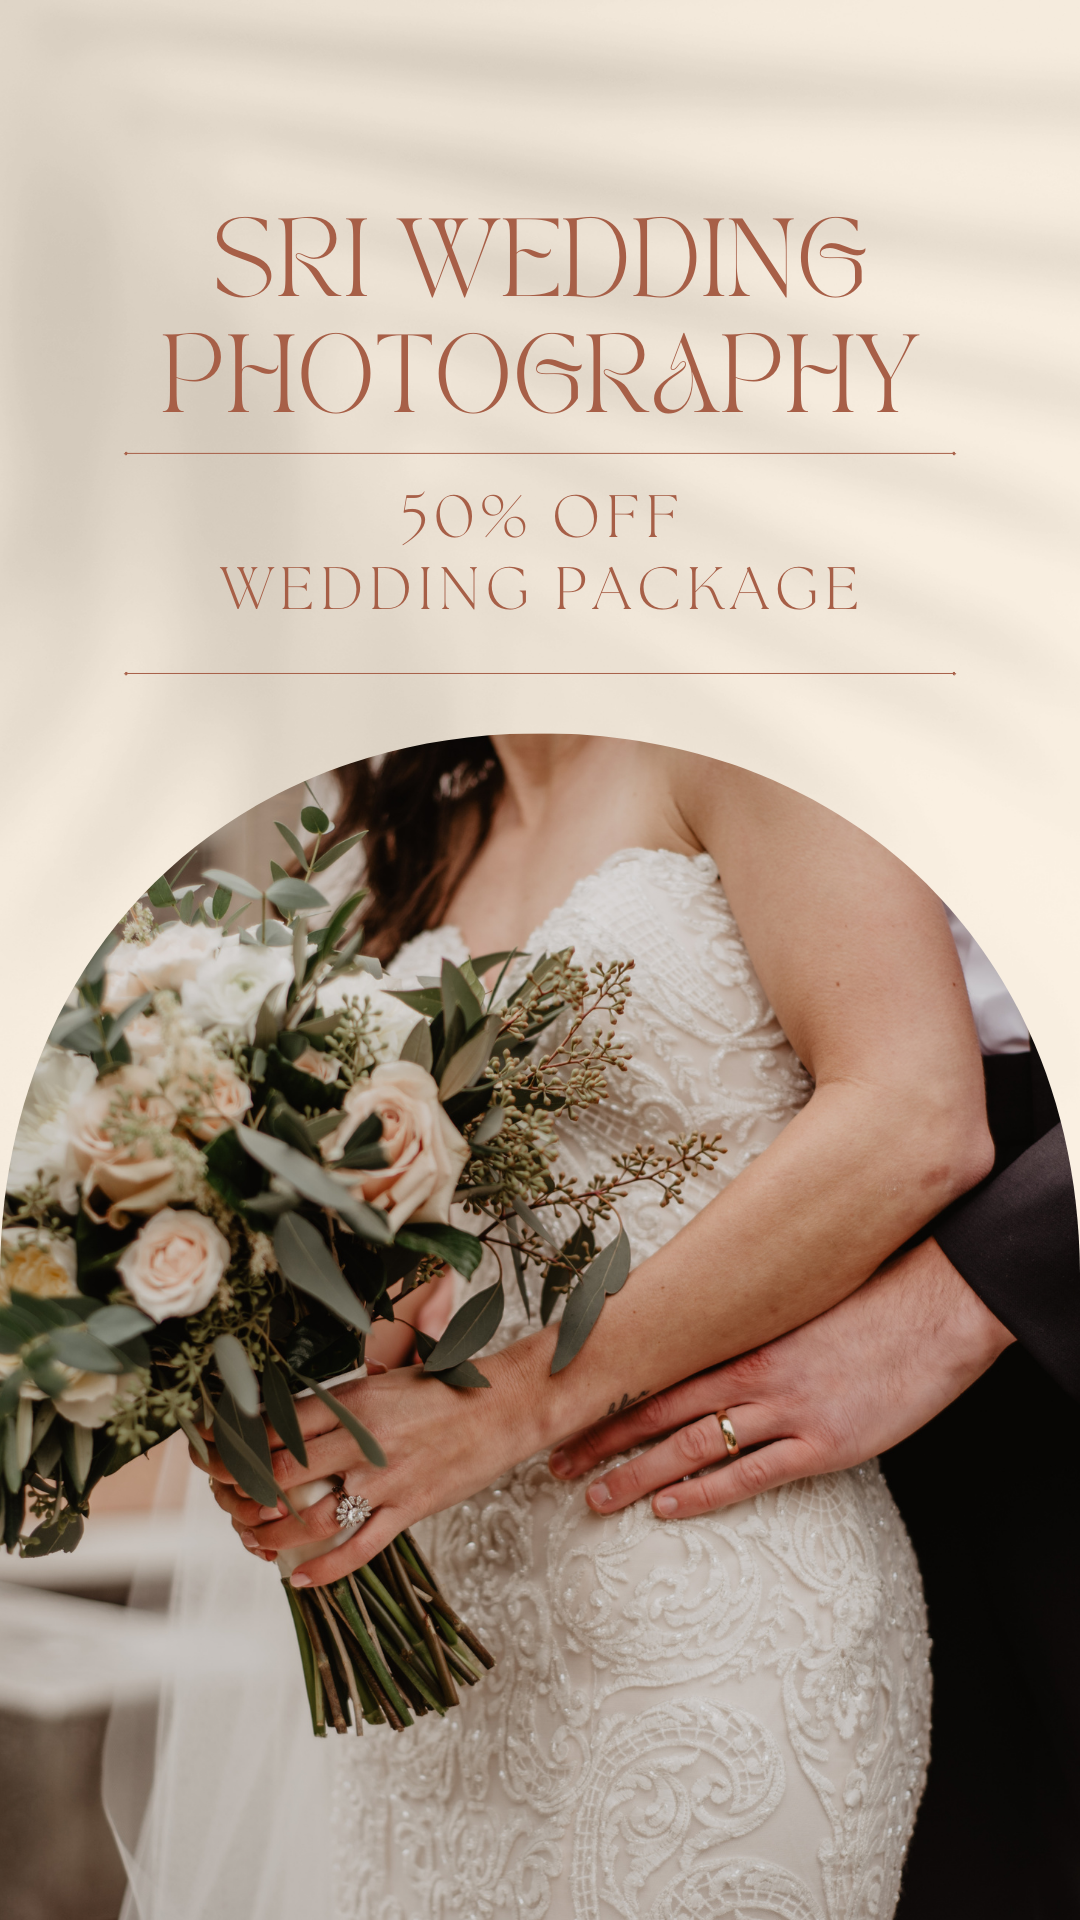 SRI WEDDING
PHOTOGRAPHY
50% OFF
WEDDING PACKAGE